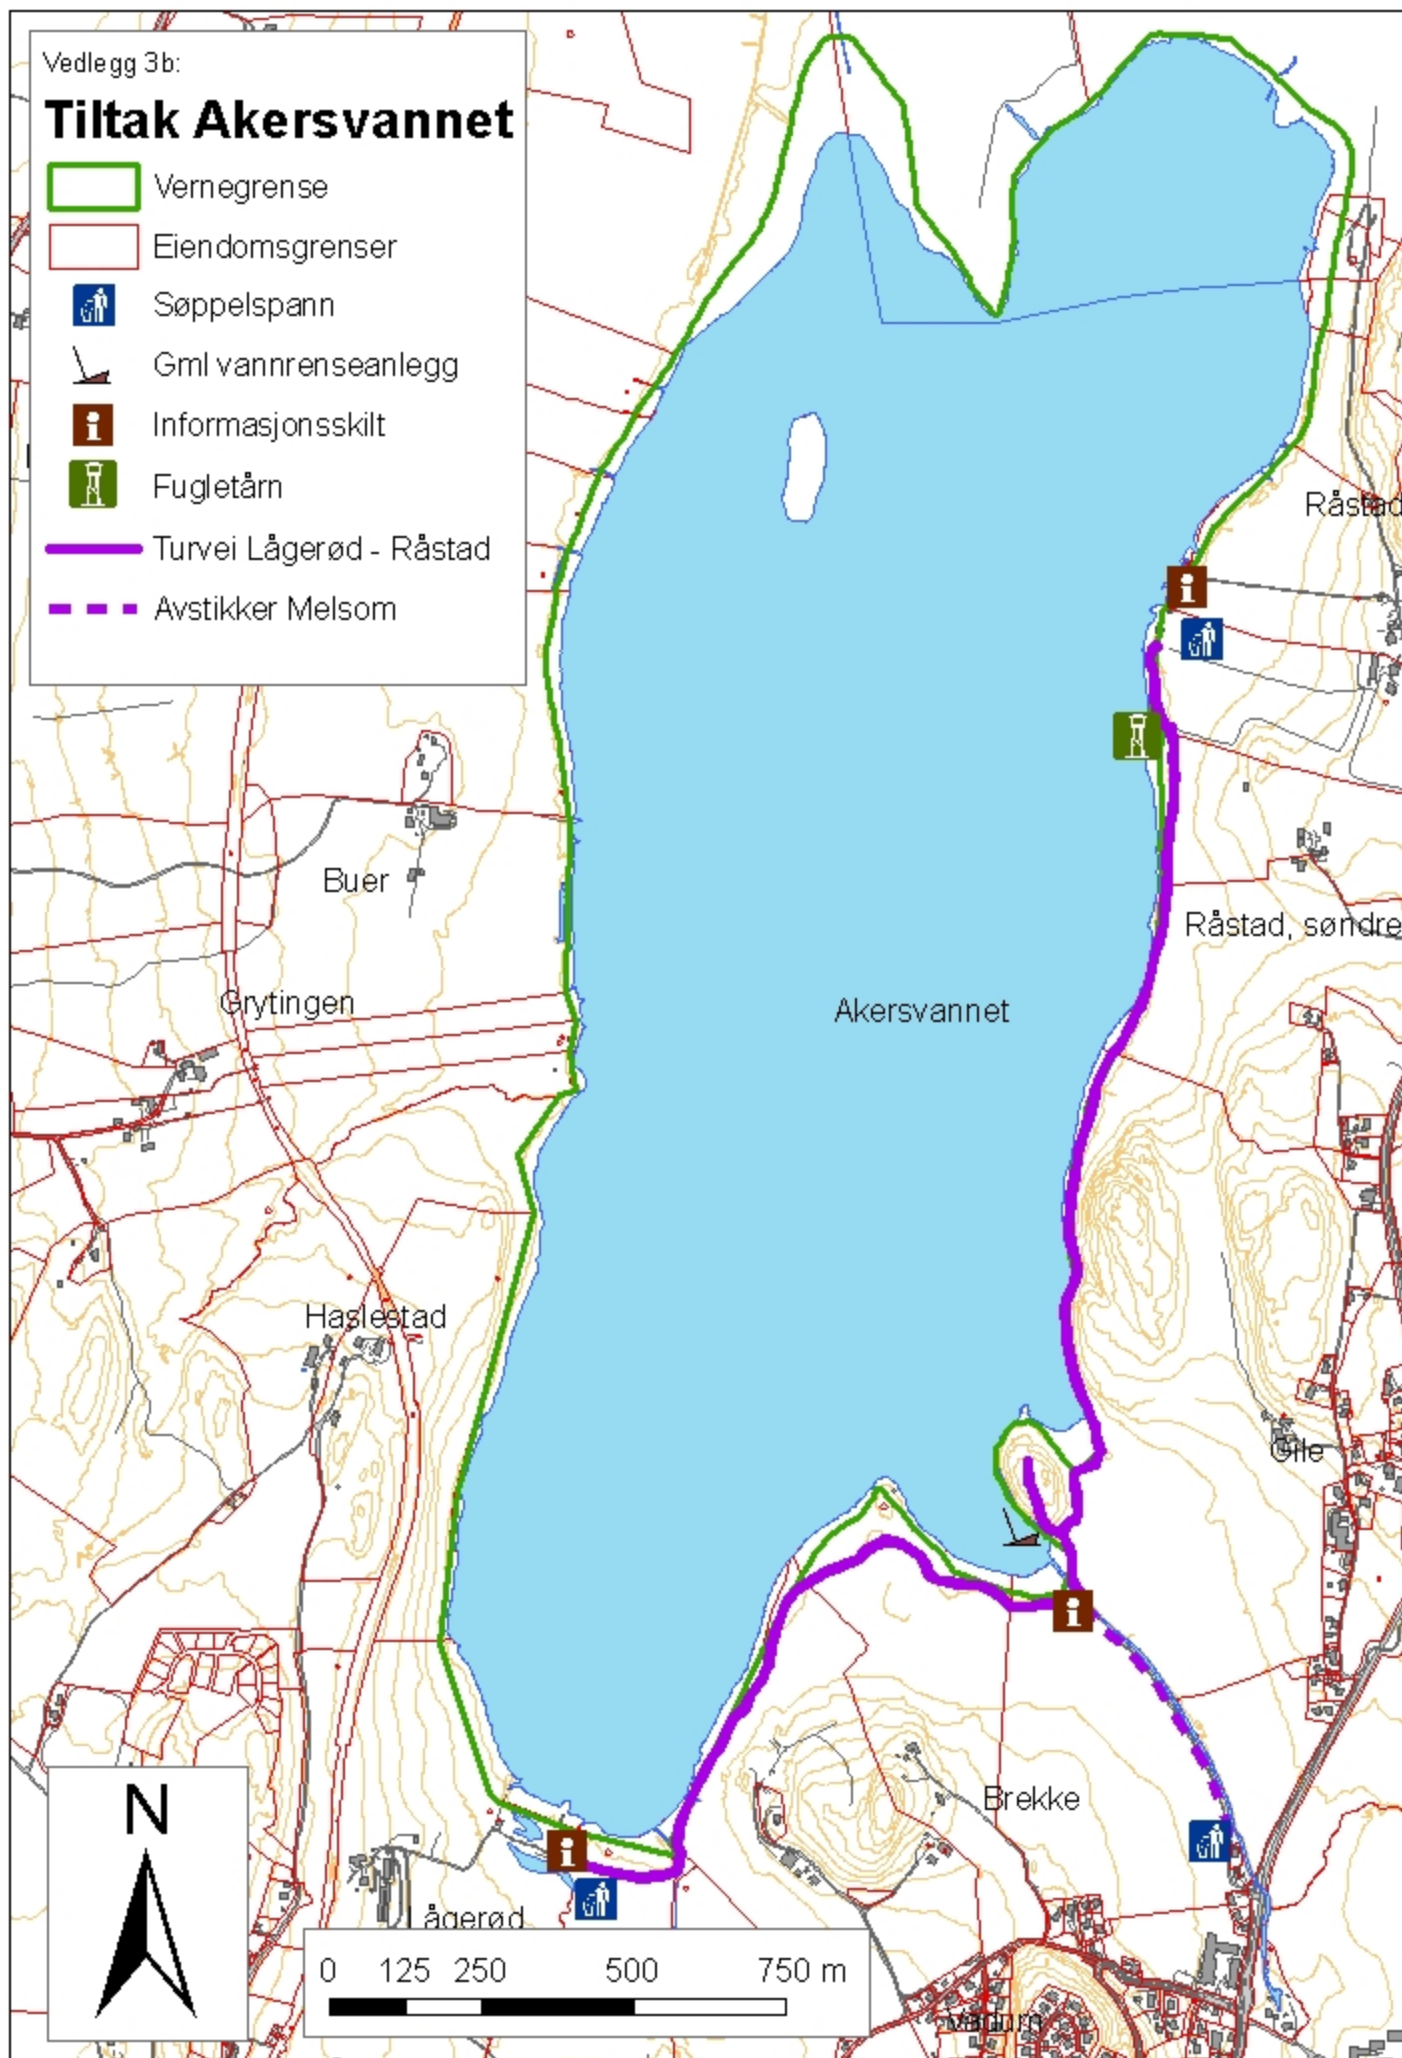 Vedlegg 3b:
Tiltak Akersvannet
Vernegrense
Eiendomsgrenser
Søppelspann
Gml vannrenseanlegg
Informasjonsskilt
Fugletårn
Turvei Lågerød - Råstad
Avstikker Melsom
Råstad
Buer
Råstad, søndre
Grytingen
Akersvannet
Haslestad
Gile
Brekke
Lågerød
N
0 125 250 500 750 m